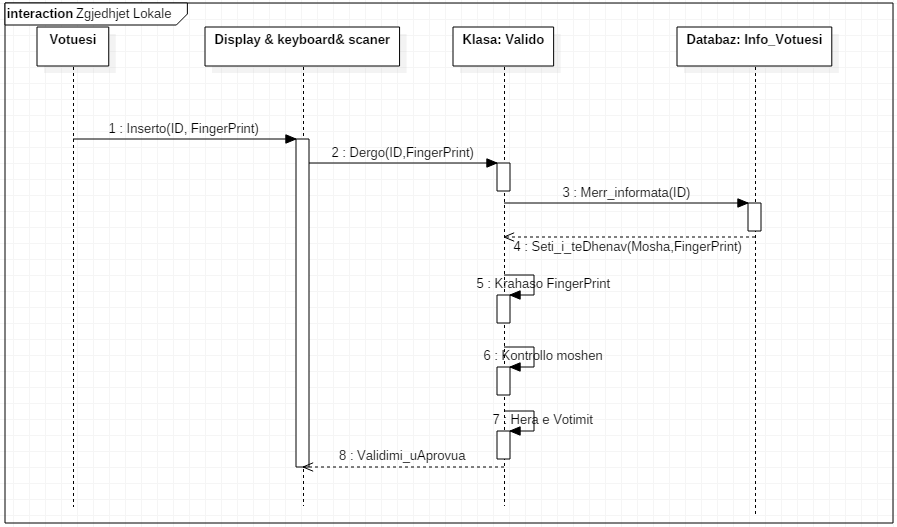 interaction Zgjedhjet Lokale
Votuesi
Display & keyboard& scaner
Klasa: Valido
Databaz: Info_Votuesi
1 : Inserto(ID, FingerPrint)
2 : Dergo(ID,FingerPrint)
3 : Merr_informata(ID)
4 : Seti_i_teDhenav(Mosha,FingerPrint)
5 : Krahaso FingerPrint
6 : Kontrollo moshen
7 : Hera e Votimit
8 : Validimi_uAprovua